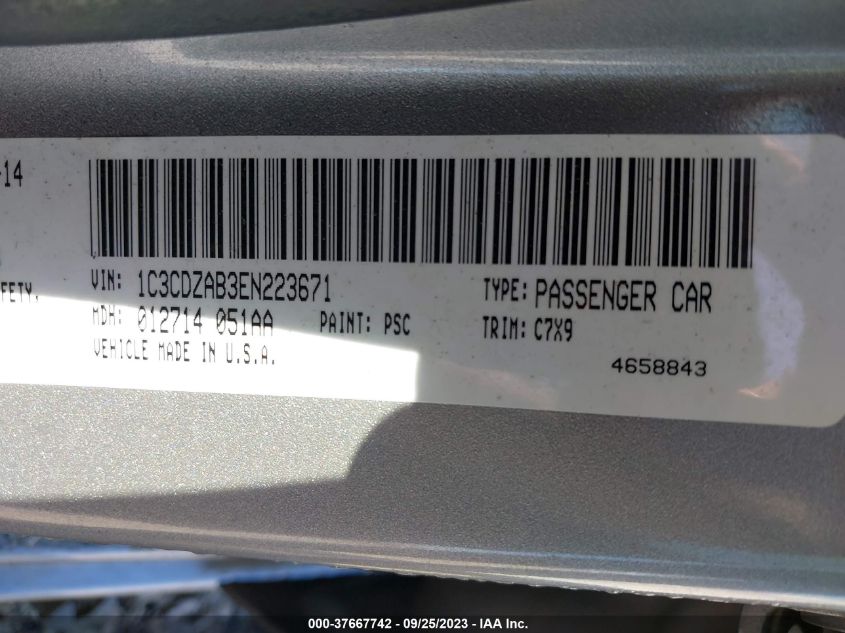 -14
FETY.
VIN: 1C3CDZAB3EN223671 TYPE: PASSENGER CAR
MDH: 012714 051AA PAINT: PSC TRIM: C7X9
VEHICLE MADE IN U.S.A.
4658843
000-37667742 - 09/25/2023 - IAA Inc.